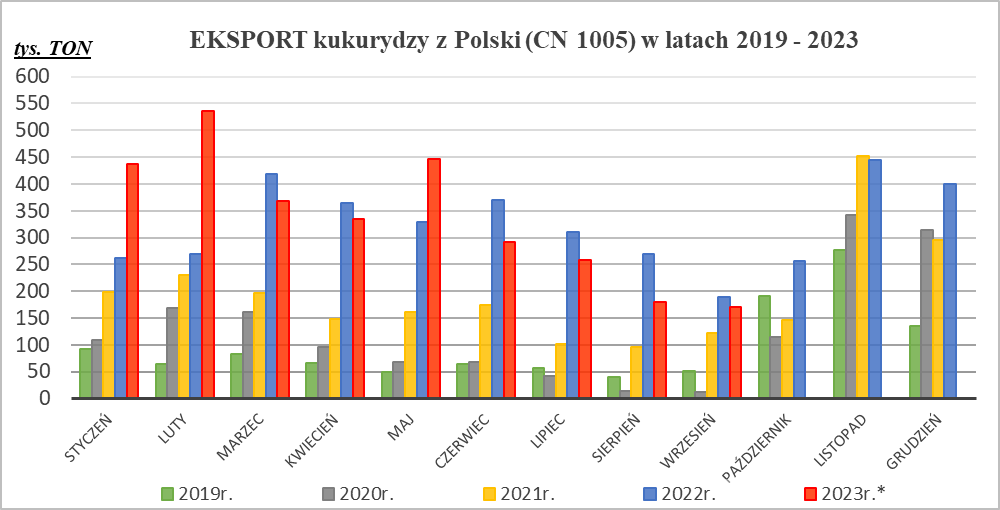 EKSPORT kukurydzy z Polski (CN 1005) w latach 2019 - 2023
tys. TON
600
550
500
450
400
350
300
250
200
150
100
50
0
STYCZEŃ
LUTY
MARZEC
KWIECIEŃ
MAJ
CZERWIEC
LIPIEC
SIERPIEŃ
WRZESIEŃ
PAŹDZIERNIK
LISTOPAD
GRUDZIEŃ
2019r.
2020r.
2021r.
2022r.
2023r.*